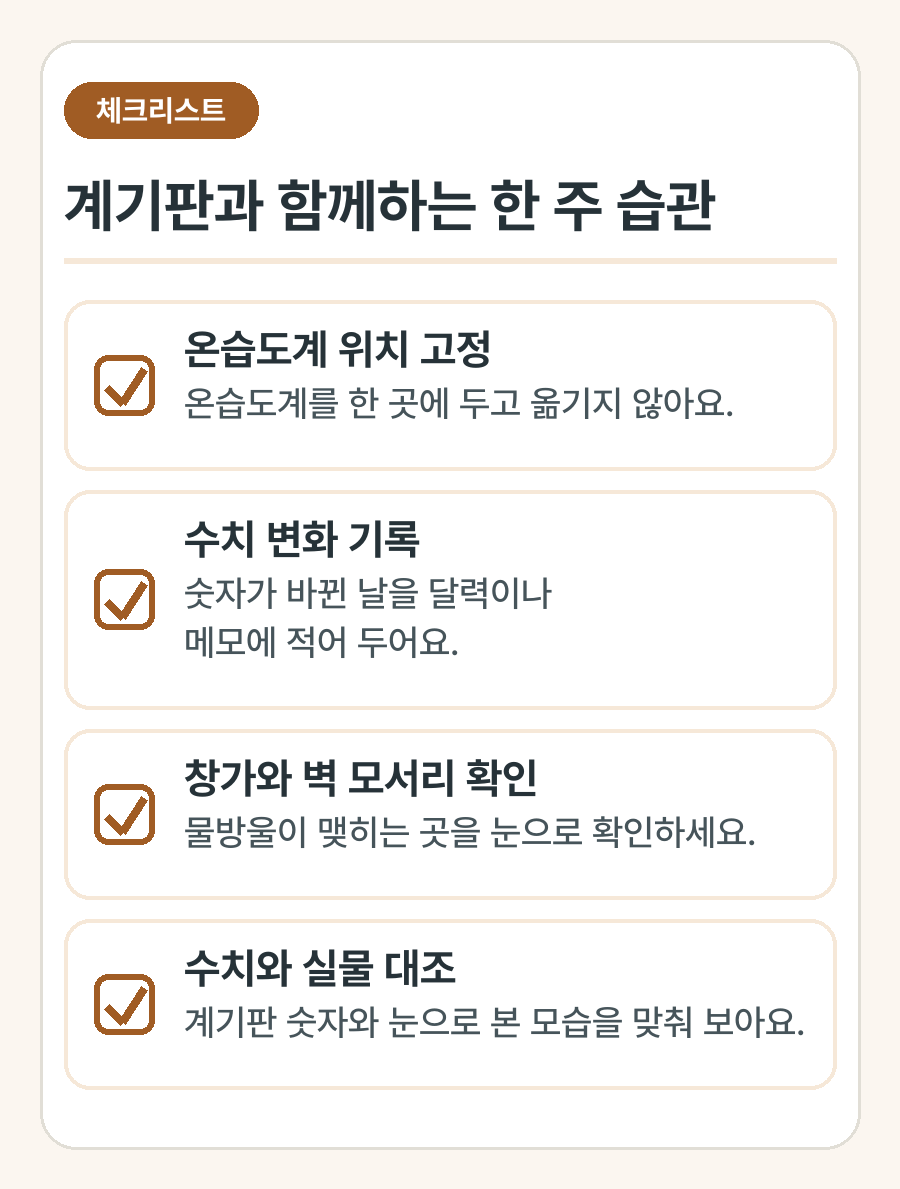 체크리스트
계기판과 함께하는 한 주 습관
온습도계 위치 고정
온습도계를 한 곳에 두고 옮기지 않아요.
수치 변화 기록
숫자가 바뀐 날을 달력이나
메모에 적어 두어요.
창가와 벽 모서리 확인
물방울이 맺히는 곳을 눈으로 확인하세요.
수치와 실물 대조
계기판 숫자와 눈으로 본 모습을 맞춰 보아요.